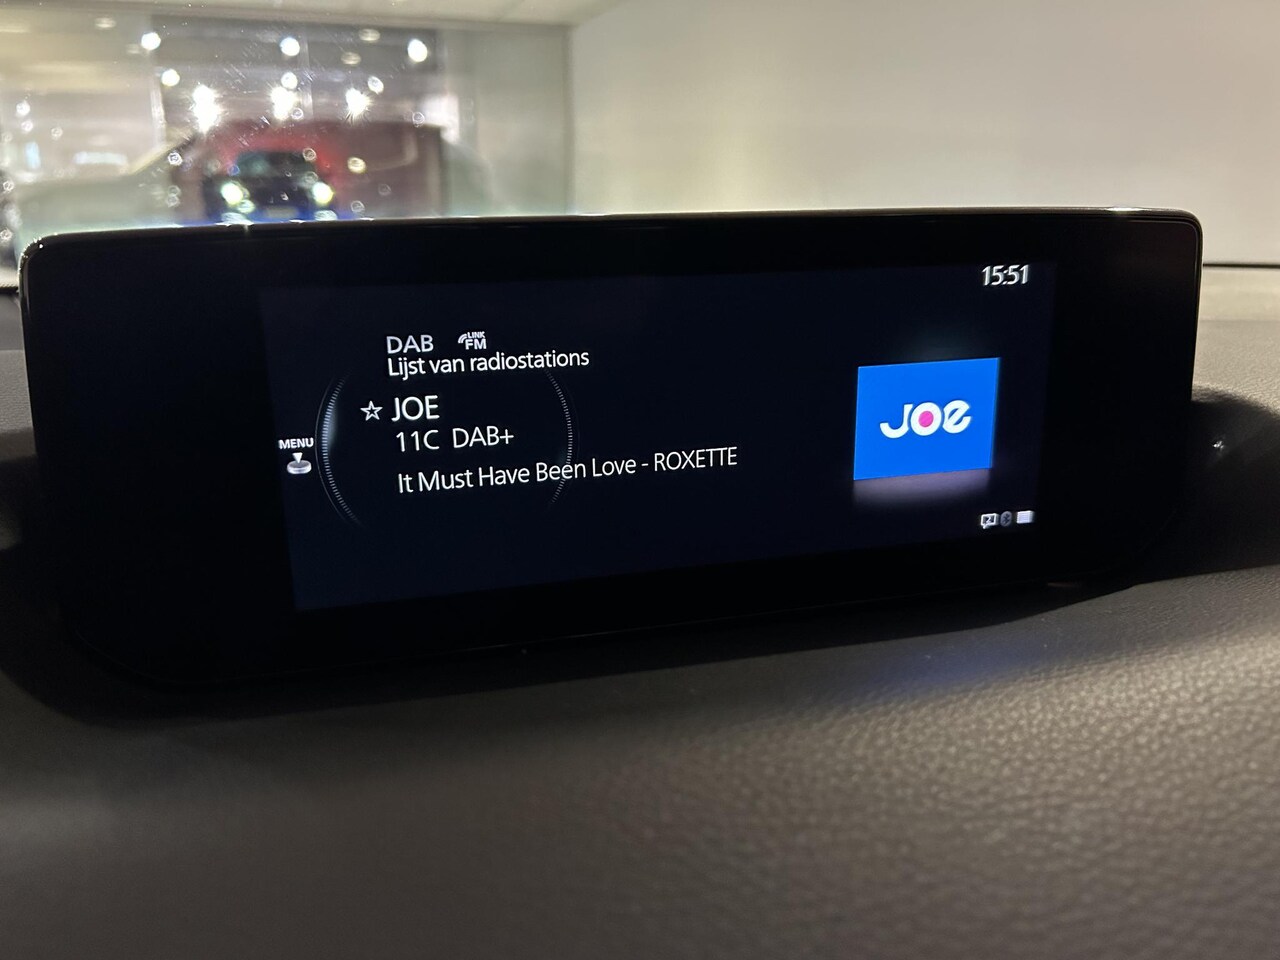 15:51
DAB LINK FM
Lijst van radiostations
☆ JOE
11C DAB+
MENU
It Must Have Been Love - ROXETTE
JOe